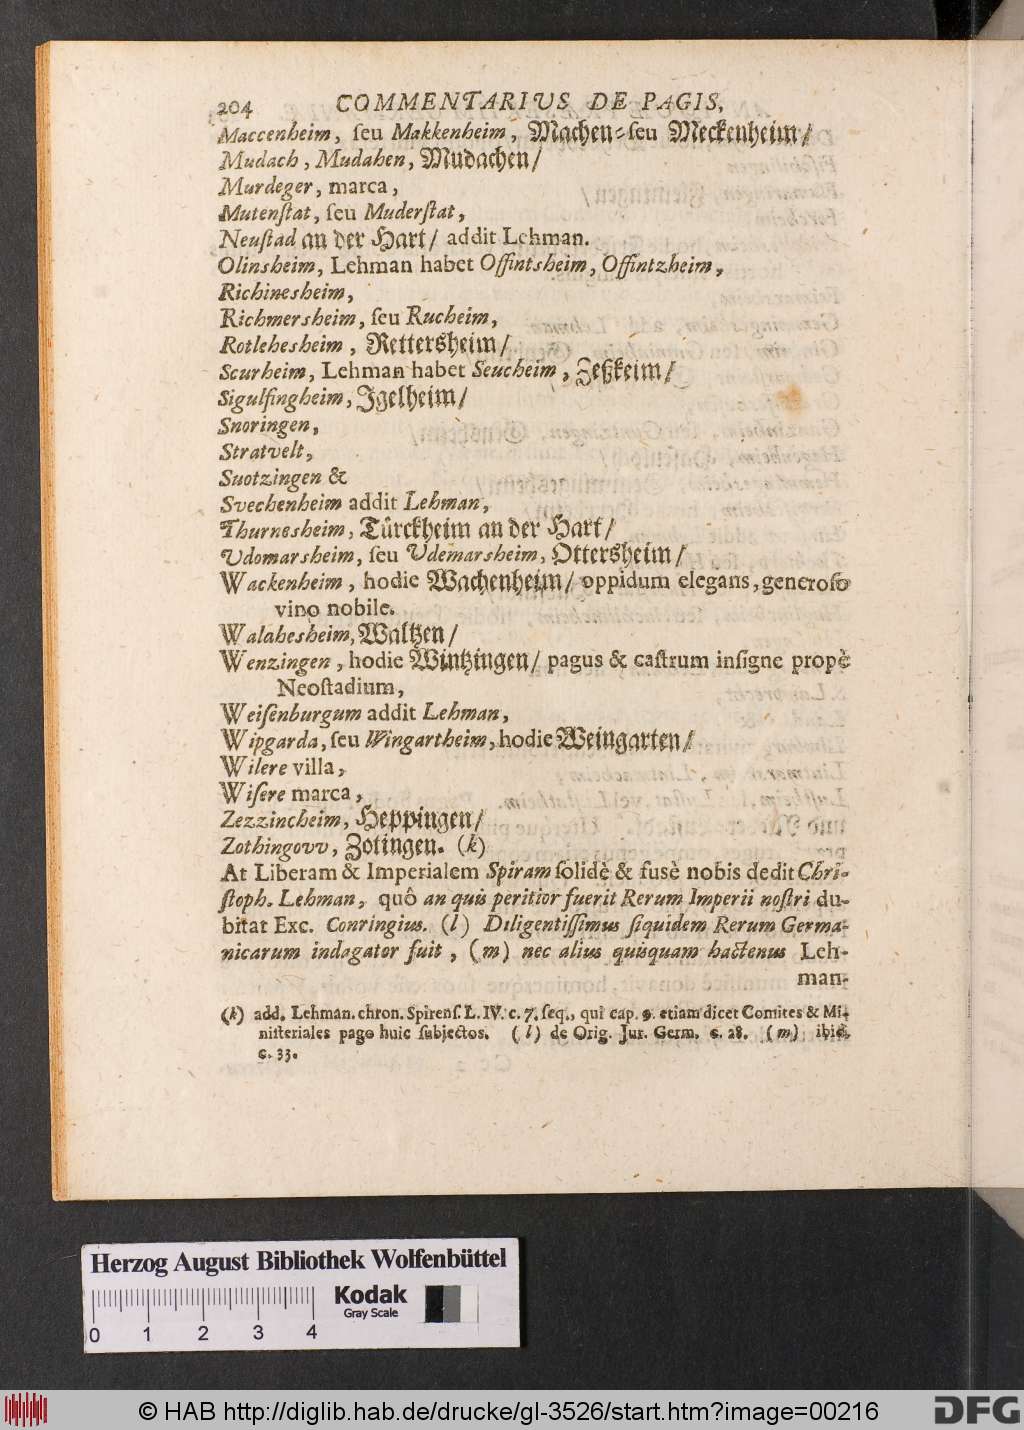 204 COMMENTARIUS DE PAGIS,
Maccenheim, ſeu Makkenheim, Machen-ſeu Meckenheim/
Mudach, Mudahen, Mudachen/
Murdeger, marca,
Mutenſtat, ſeu Muderſtat,
Neuſtad an der Hart/ addit Lehman.
Olinsheim, Lehman habet Offintsheim, Offintzheim,
Richinesheim,
Richmersheim, ſeu Rucheim,
Rotlehesheim, Rettersheim/
Scurheim, Lehman habet Seucheim, Zeßkeim/
Sigulfingheim, Igelheim/
Snoringen,
Stratvelt,
Suotzingen &
Svechenheim addit Lehman,
Thurnesheim, Türckheim an der Hart/
Udomarsheim, ſeu Udemarsheim, Ottersheim/
Wackenheim, hodie Wachenheim/ oppidum elegans, generoſo
vino nobile.
Walahesheim, Waltzen/
Wenzingen, hodie Wintzingen/ pagus & caſtrum inſigne propè
Neoſtadium,
Weiſenburgum addit Lehman,
Wipgarda, ſeu Wingartheim, hodie Weingarten/
Wilere villa,
Wiſere marca,
Zezzincheim, Heppingen/
Zothingovv, Zotingen. (k)
At Liberam & Imperialem Spiram ſolidè & fusè nobis dedit Chri-
ſtoph. Lehman, quô an quis peritior fuerit Rerum Imperii noſtri du-
bitat Exc. Conringius. (l) Diligentiſſimus ſiquidem Rerum Germa-
nicarum indagator fuit, (m) nec alius quisquam hactenus Leh-
man-
(k) add. Lehman. chron. Spirenſ. L. IV. c. 7. ſeq., qui cap. 9. etiam dicet Comites & Mi-
niſteriales pago huic ſubjectos. (l) de Orig. Jur. Germ. c. 28. (m) ibid.
c. 33.
Herzog August Bibliothek Wolfenbüttel
Kodak
Gray Scale
0 1 2 3 4
© HAB http://diglib.hab.de/drucke/gl-3526/start.htm?image=00216
DFG